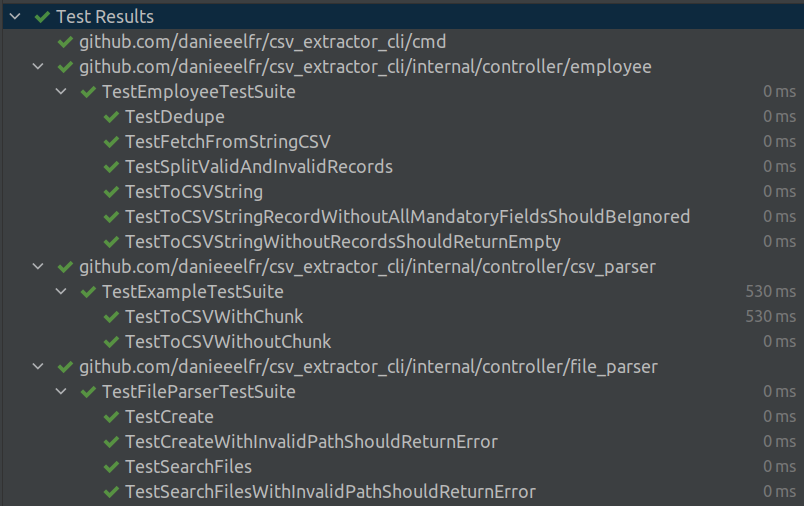 Test Results
github.com/danieeelfr/csv_extractor_cli/cmd
github.com/danieeelfr/csv_extractor_cli/internal/controller/employee
TestEmployeeTestSuite 0 ms
TestDedupe 0 ms
TestFetchFromStringCSV 0 ms
TestSplitValidAndInvalidRecords 0 ms
TestToCSVString 0 ms
TestToCSVStringRecordWithoutAllMandatoryFieldsShouldBeIgnored 0 ms
TestToCSVStringWithoutRecordsShouldReturnEmpty 0 ms
github.com/danieeelfr/csv_extractor_cli/internal/controller/csv_parser
TestExampleTestSuite 530 ms
TestToCSVWithChunk 530 ms
TestToCSVWithoutChunk 0 ms
github.com/danieeelfr/csv_extractor_cli/internal/controller/file_parser
TestFileParserTestSuite 0 ms
TestCreate 0 ms
TestCreateWithInvalidPathShouldReturnError 0 ms
TestSearchFiles 0 ms
TestSearchFilesWithInvalidPathShouldReturnError 0 ms